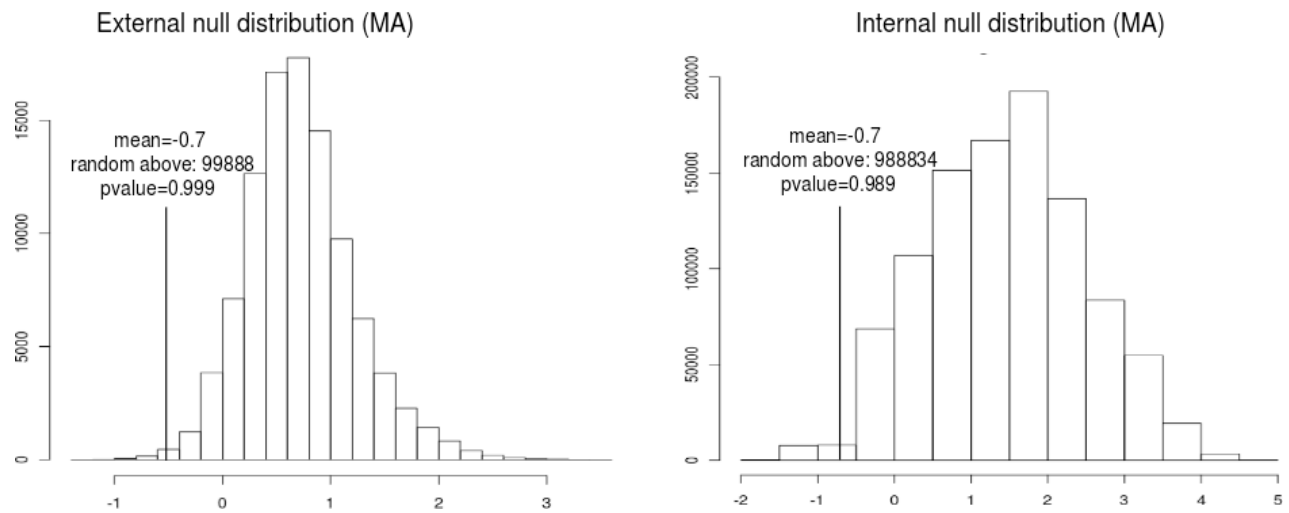 External null distribution (MA)
15000
10000
5000
0
mean=-0.7
random above: 99888
pvalue=0.999
-1 0 1 2 3
Internal null distribution (MA)
200000
150000
100000
50000
0
mean=-0.7
random above: 988834
pvalue=0.989
-2 -1 0 1 2 3 4 5